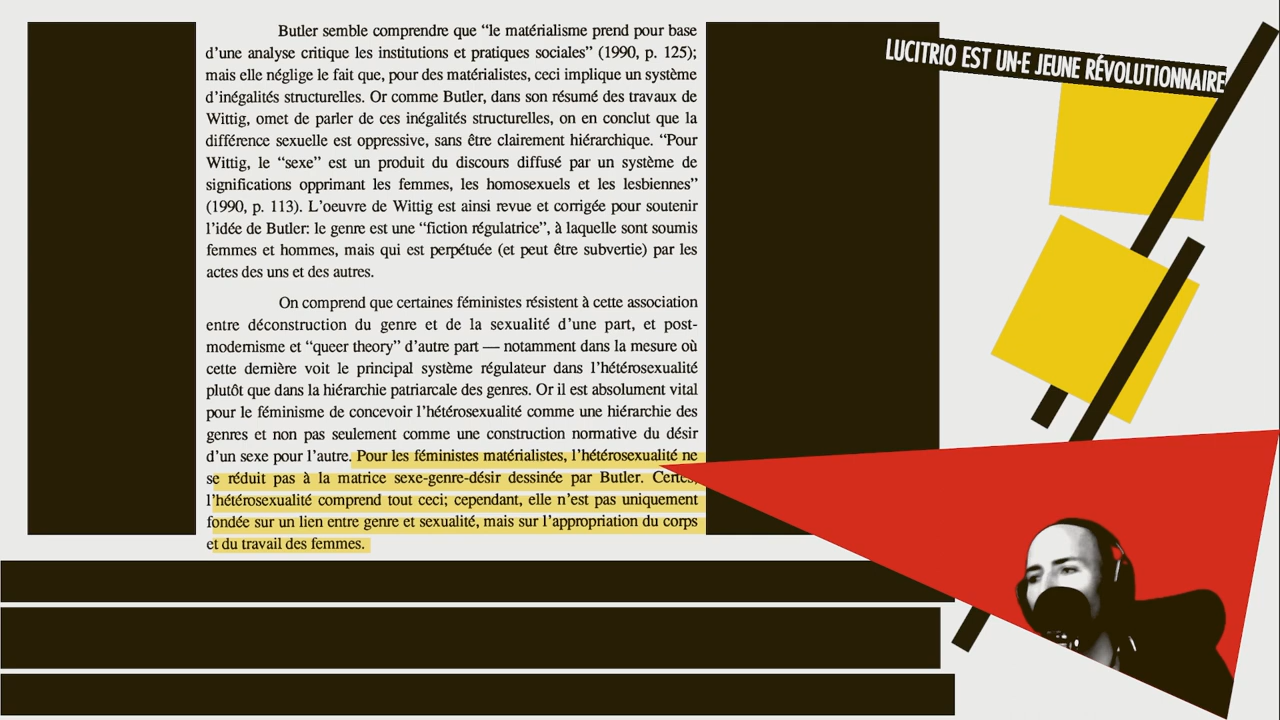 Butler semble comprendre que “le matérialisme prend pour base
d’une analyse critique les institutions et pratiques sociales” (1990, p. 125);
mais elle néglige le fait que, pour des matérialistes, ceci implique un système
d’inégalités structurelles. Or comme Butler, dans son résumé des travaux de
Wittig, omet de parler de ces inégalités structurelles, on en conclut que la
différence sexuelle est oppressive, sans être clairement hiérarchique. “Pour
Wittig, le “sexe” est un produit du discours diffusé par un système de
significations opprimant les femmes, les homosexuels et les lesbiennes”
(1990, p. 113). L’oeuvre de Wittig est ainsi revue et corrigée pour soutenir
l’idée de Butler: le genre est une “fiction régulatrice”, à laquelle sont soumis
femmes et hommes, mais qui est perpétuée (et peut être subvertie) par les
actes des uns et des autres.
On comprend que certaines féministes résistent à cette association
entre déconstruction du genre et de la sexualité d’une part, et post-
modernisme et “queer theory” d’autre part — notamment dans la mesure où
cette dernière voit le principal système régulateur dans l’hétérosexualité
plutôt que dans la hiérarchie patriarcale des genres. Or il est absolument vital
pour le féminisme de concevoir l’hétérosexualité comme une hiérarchie des
genres et non pas seulement comme une construction normative du désir
d’un sexe pour l’autre. Pour les féministes matérialistes, l’hétérosexualité ne
se réduit pas à la matrice sexe-genre-désir dessinée par Butler. Certes,
l’hétérosexualité comprend tout ceci; cependant, elle n’est pas uniquement
fondée sur un lien entre genre et sexualité, mais sur l’appropriation du corps
et du travail des femmes.
LUCITRIO EST UN·E JEUNE RÉVOLUTIONNAIRE